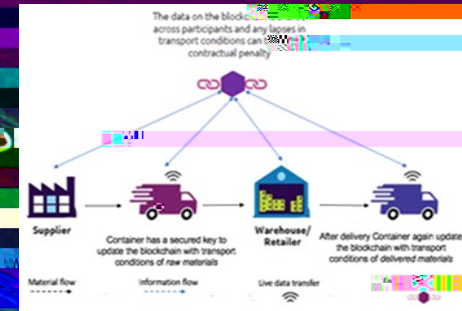 The data on the
across participants and any lapses in
transport conditions can
contractual penalty
Supplier
Container has a secured key to
update the blockchain with transport
conditions of raw materials
Warehouse/
Retailer
After delivery Container again update
the blockchain with transport
conditions of delivered materials
Material flow
Information flow
Live data transfer